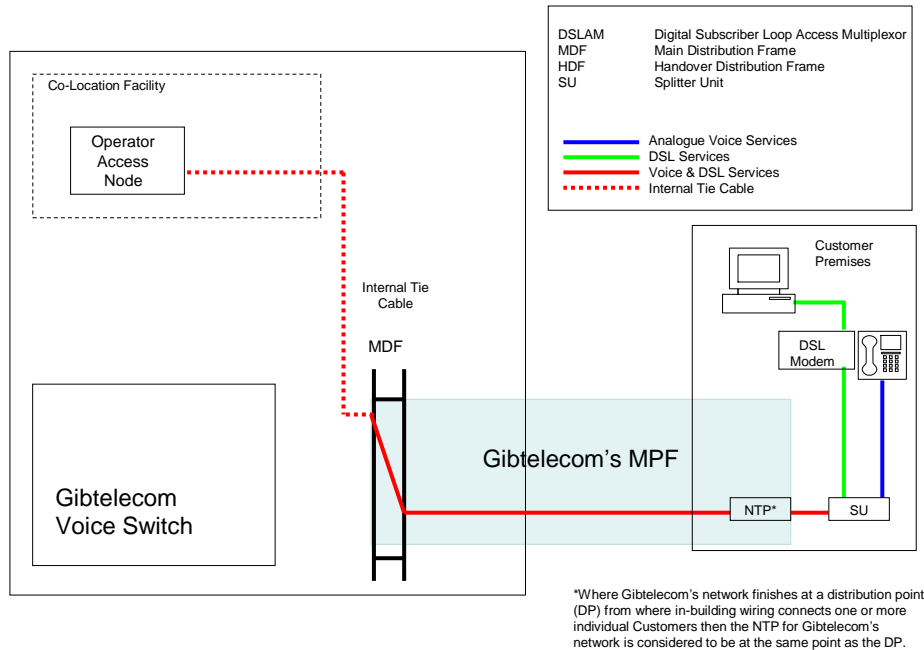 DSLAM Digital Subscriber Loop Access Multiplexor
MDF Main Distribution Frame
HDF Handover Distribution Frame
SU Splitter Unit
Analogue Voice Services
DSL Services
Voice & DSL Services
Internal Tie Cable
Co-Location Facility
Operator
Access
Node
Internal Tie
Cable
MDF
Gibtelecom
Voice Switch
Gibtelecom's MPF
Customer
Premises
DSL
Modem
NTP*
SU
*Where Gibtelecom's network finishes at a distribution point
(DP) from where in-building wiring connects one or more
individual Customers then the NTP for Gibtelecom's
network is considered to be at the same point as the DP.